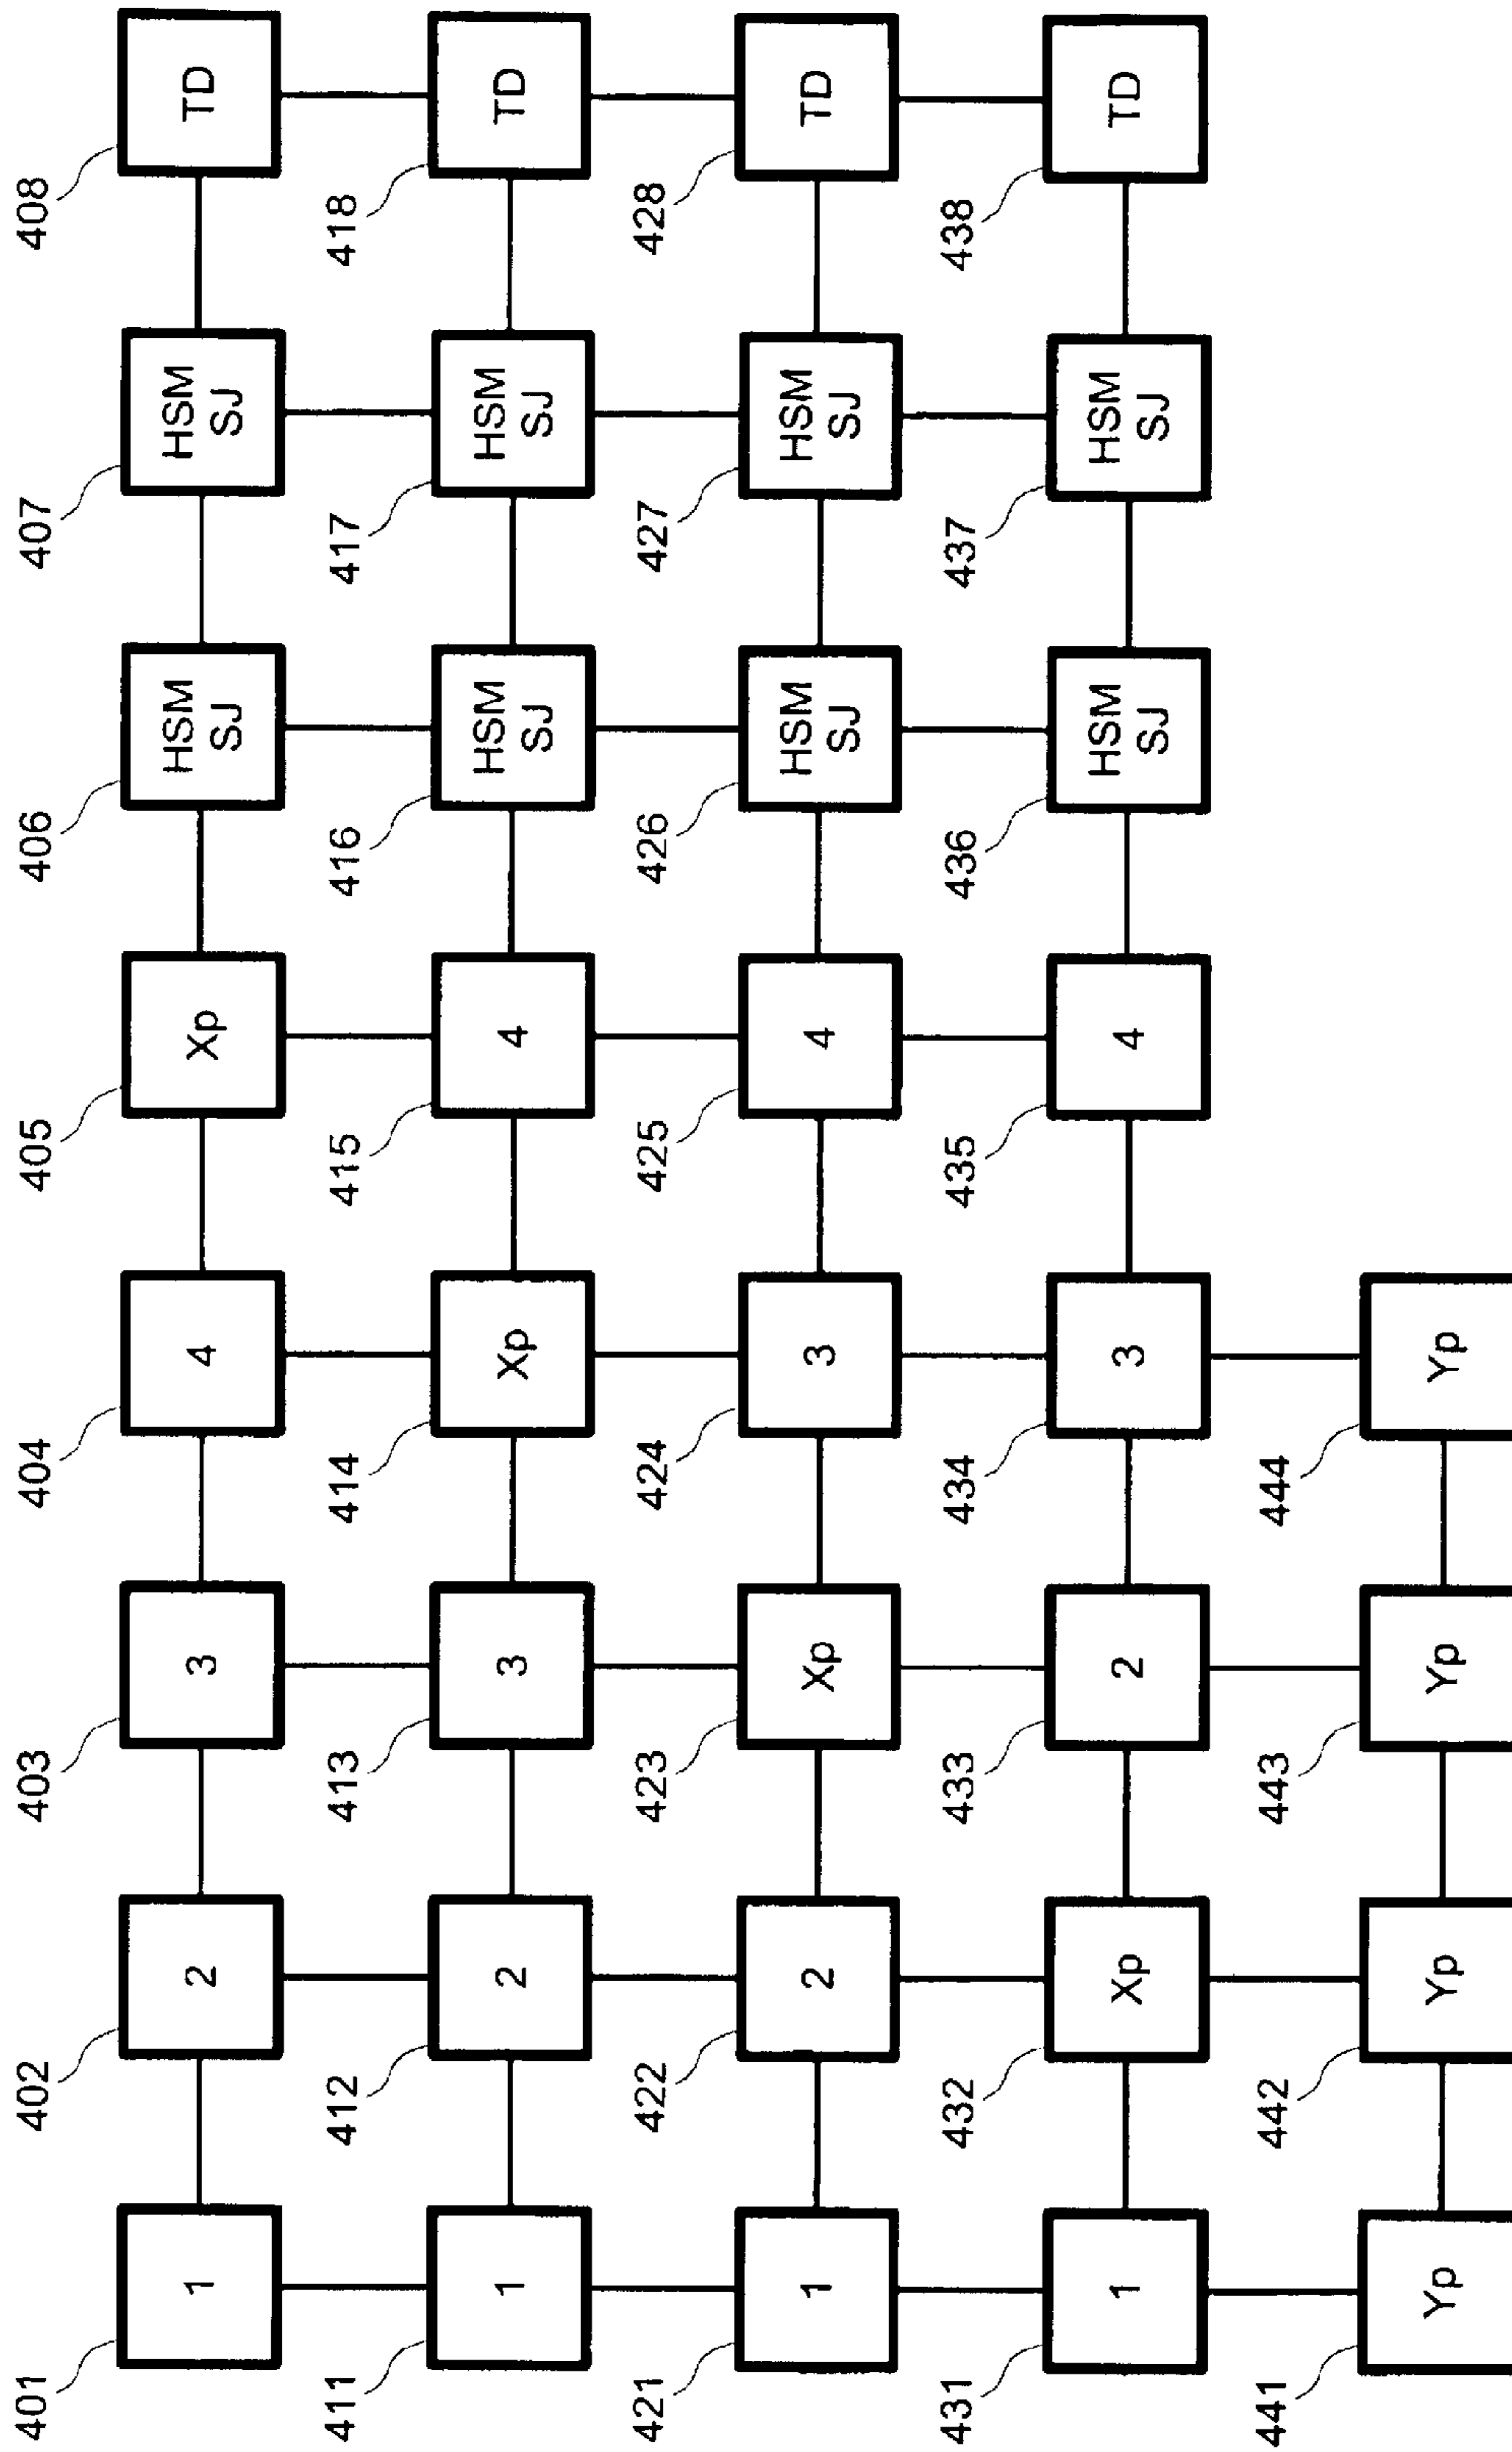 401 402 403 404 405 406 407 408
1 2 3 4 Xp HSM HSM TD
SJ SJ
411 412 413 414 415 416 417 418
1 2 3 Xp 4 HSM HSM TD
SJ SJ
421 422 423 424 425 426 427 428
1 2 Xp 3 4 HSM HSM TD
SJ SJ
431 432 433 434 435 436 437 438
1 Xp 2 3 4 HSM HSM TD
SJ SJ
441 442 443 444
Yp Yp Yp Yp